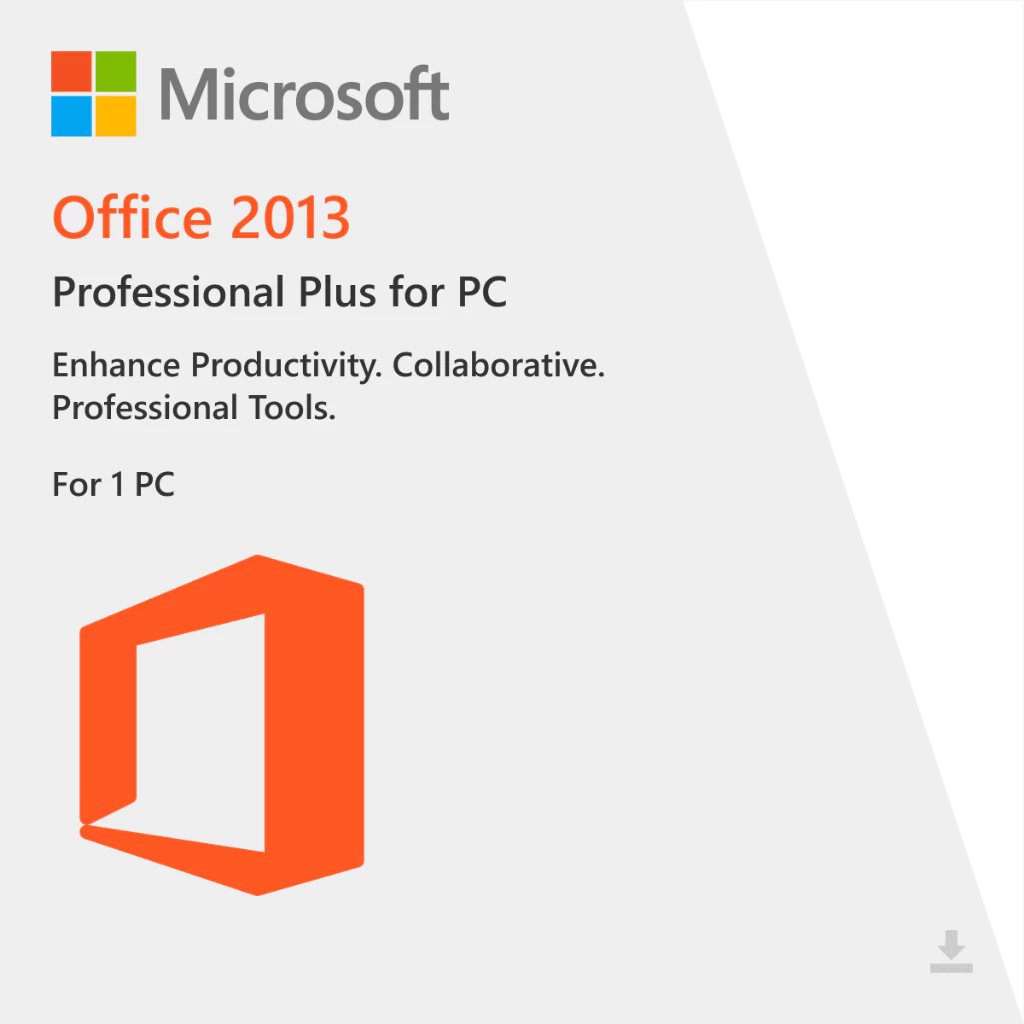 Microsoft
Office 2013
Professional Plus for PC
Enhance Productivity. Collaborative.
Professional Tools.
For 1 PC